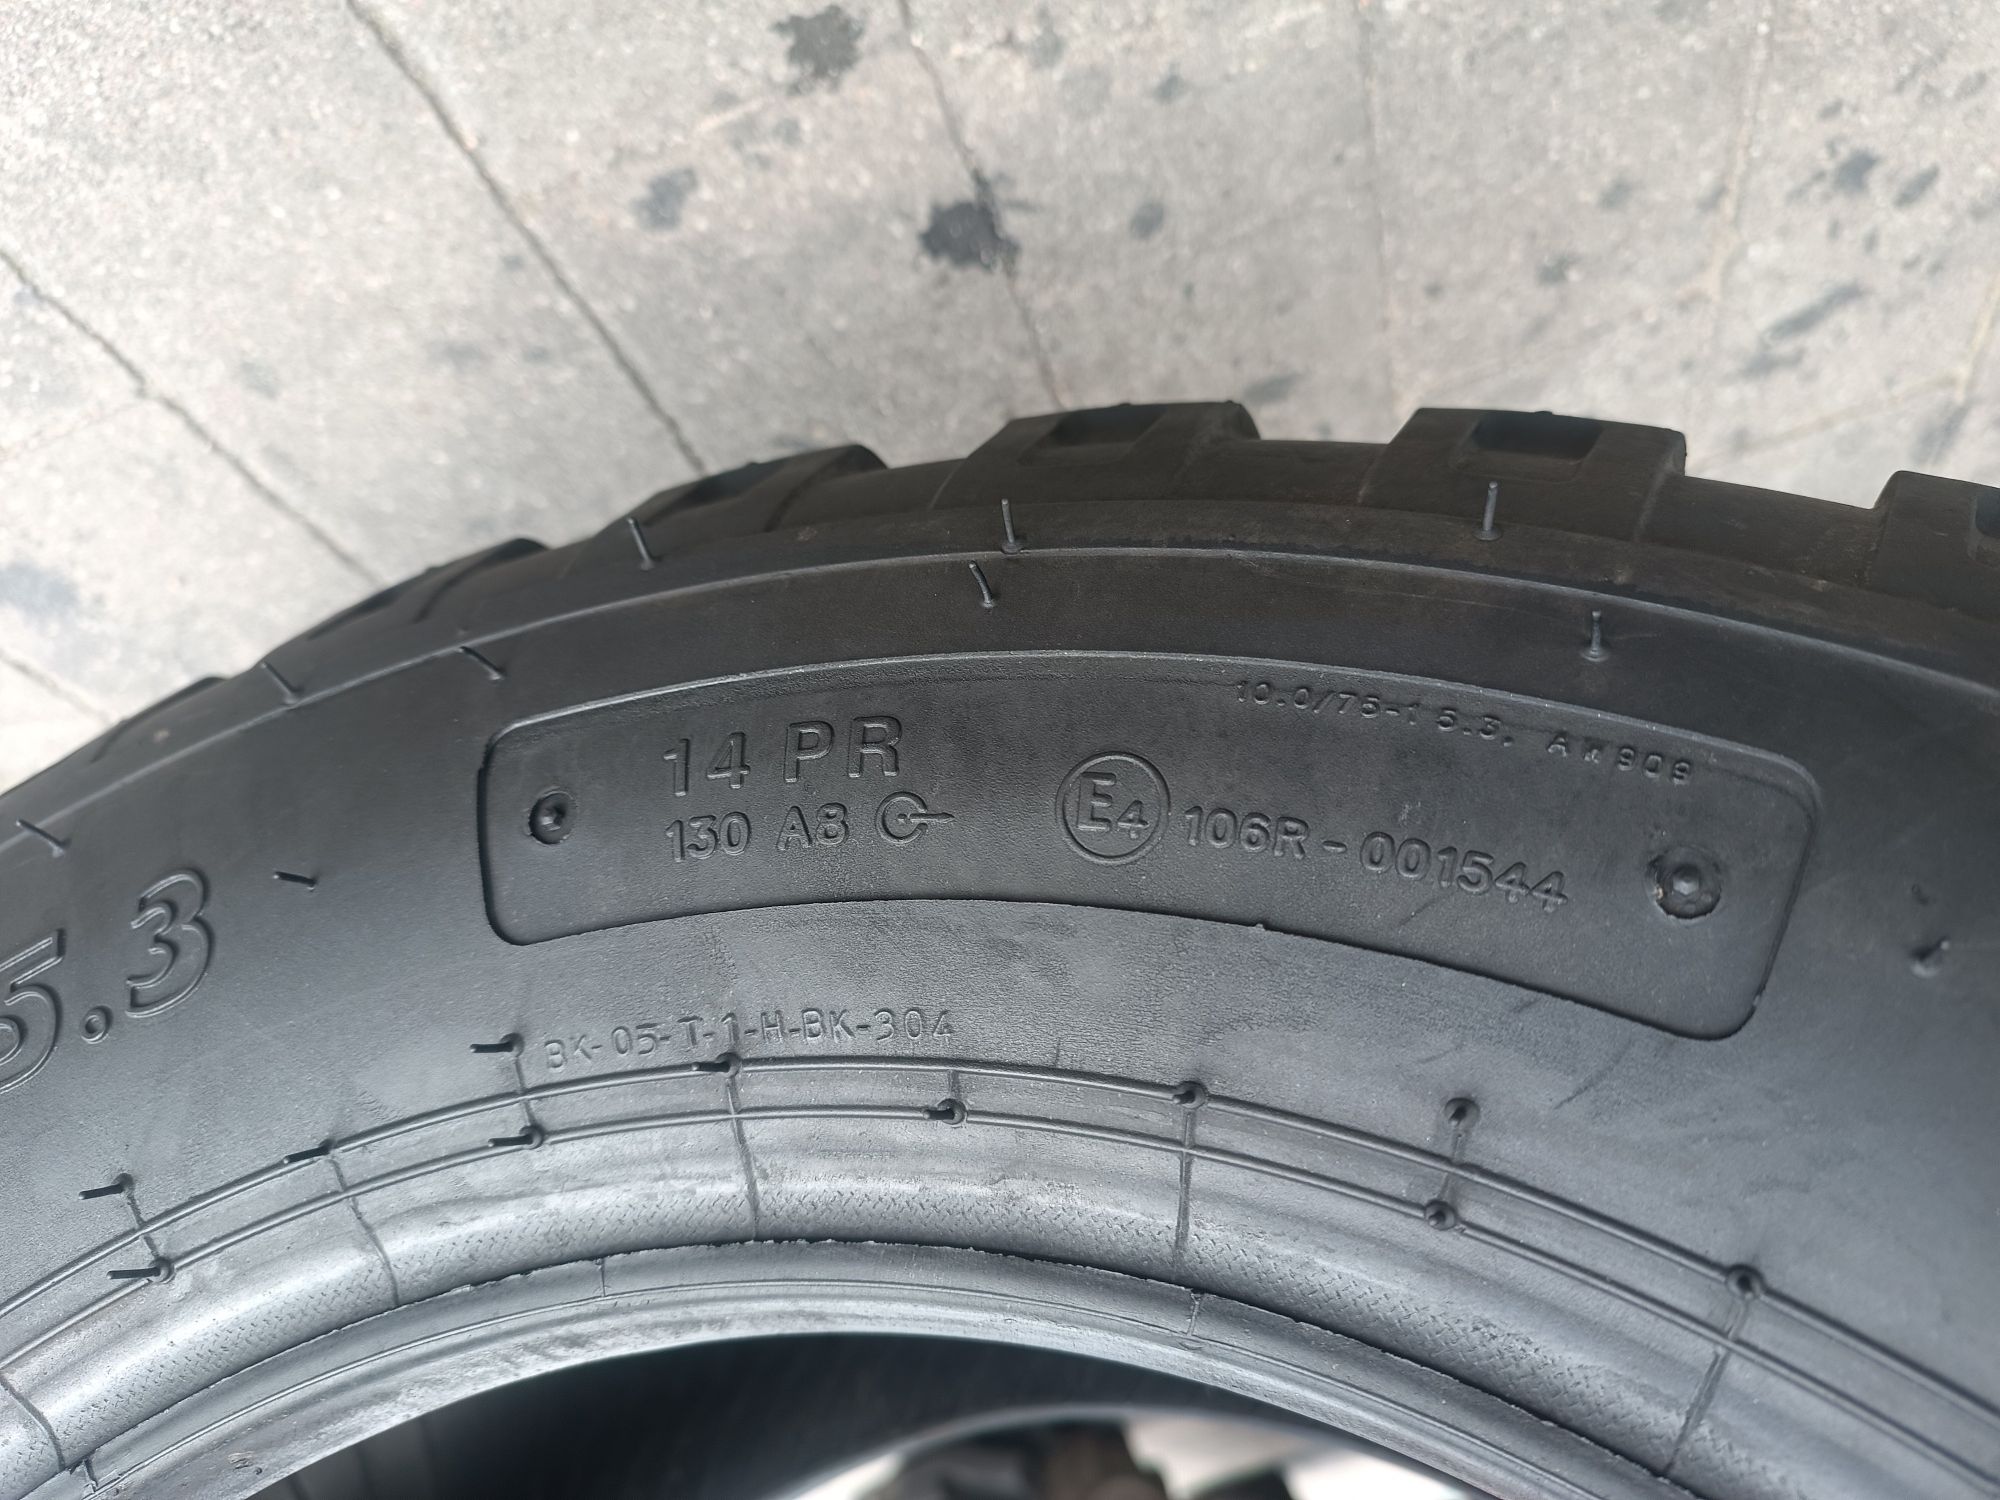 10.0/75-15.3. AW909
14 PR
130 A8
E4 106R-001544
5.3
BK-05-T-1-H-BK-304